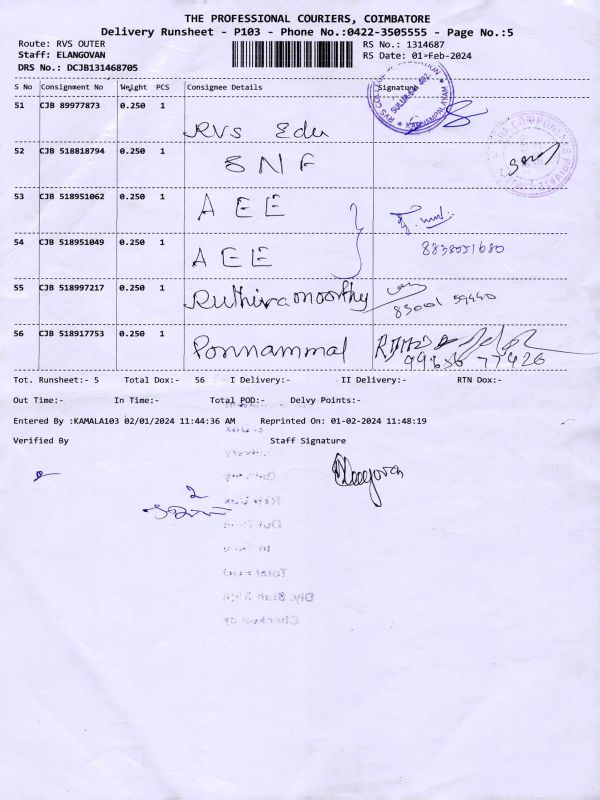 THE PROFESSIONAL COURIERS, COIMBATORE
Delivery Runsheet - P103 - Phone No.:0422-3505555 - Page No.:5
Route: RVS OUTER RS No.: 1314687
Staff: ELANGOVAN RS Date: 01-Feb-2024
DRS No.: DCJB131468705
S No Consignment No Weight PCS Consignee Details Signature
51 CJB 89977873 0.250 1
RVS Edu
52 CJB 518818794 0.250 1
SNF
53 CJB 518951062 0.250 1
AEE
54 CJB 518951049 0.250 1
AEE
55 CJB 518997217 0.250 1
Ruthiramoorthy
56 CJB 518917753 0.250 1
Ponnammal
99656 77426
Tot. Runsheet:- 5 Total Dox:- 56 I Delivery:- II Delivery:- RTN Dox:-
Out Time:- In Time:- Total POD:- Delvy Points:-
Entered By :KAMALA103 02/01/2024 11:44:36 AM Reprinted On: 01-02-2024 11:48:19
Verified By Staff Signature
Elangovan